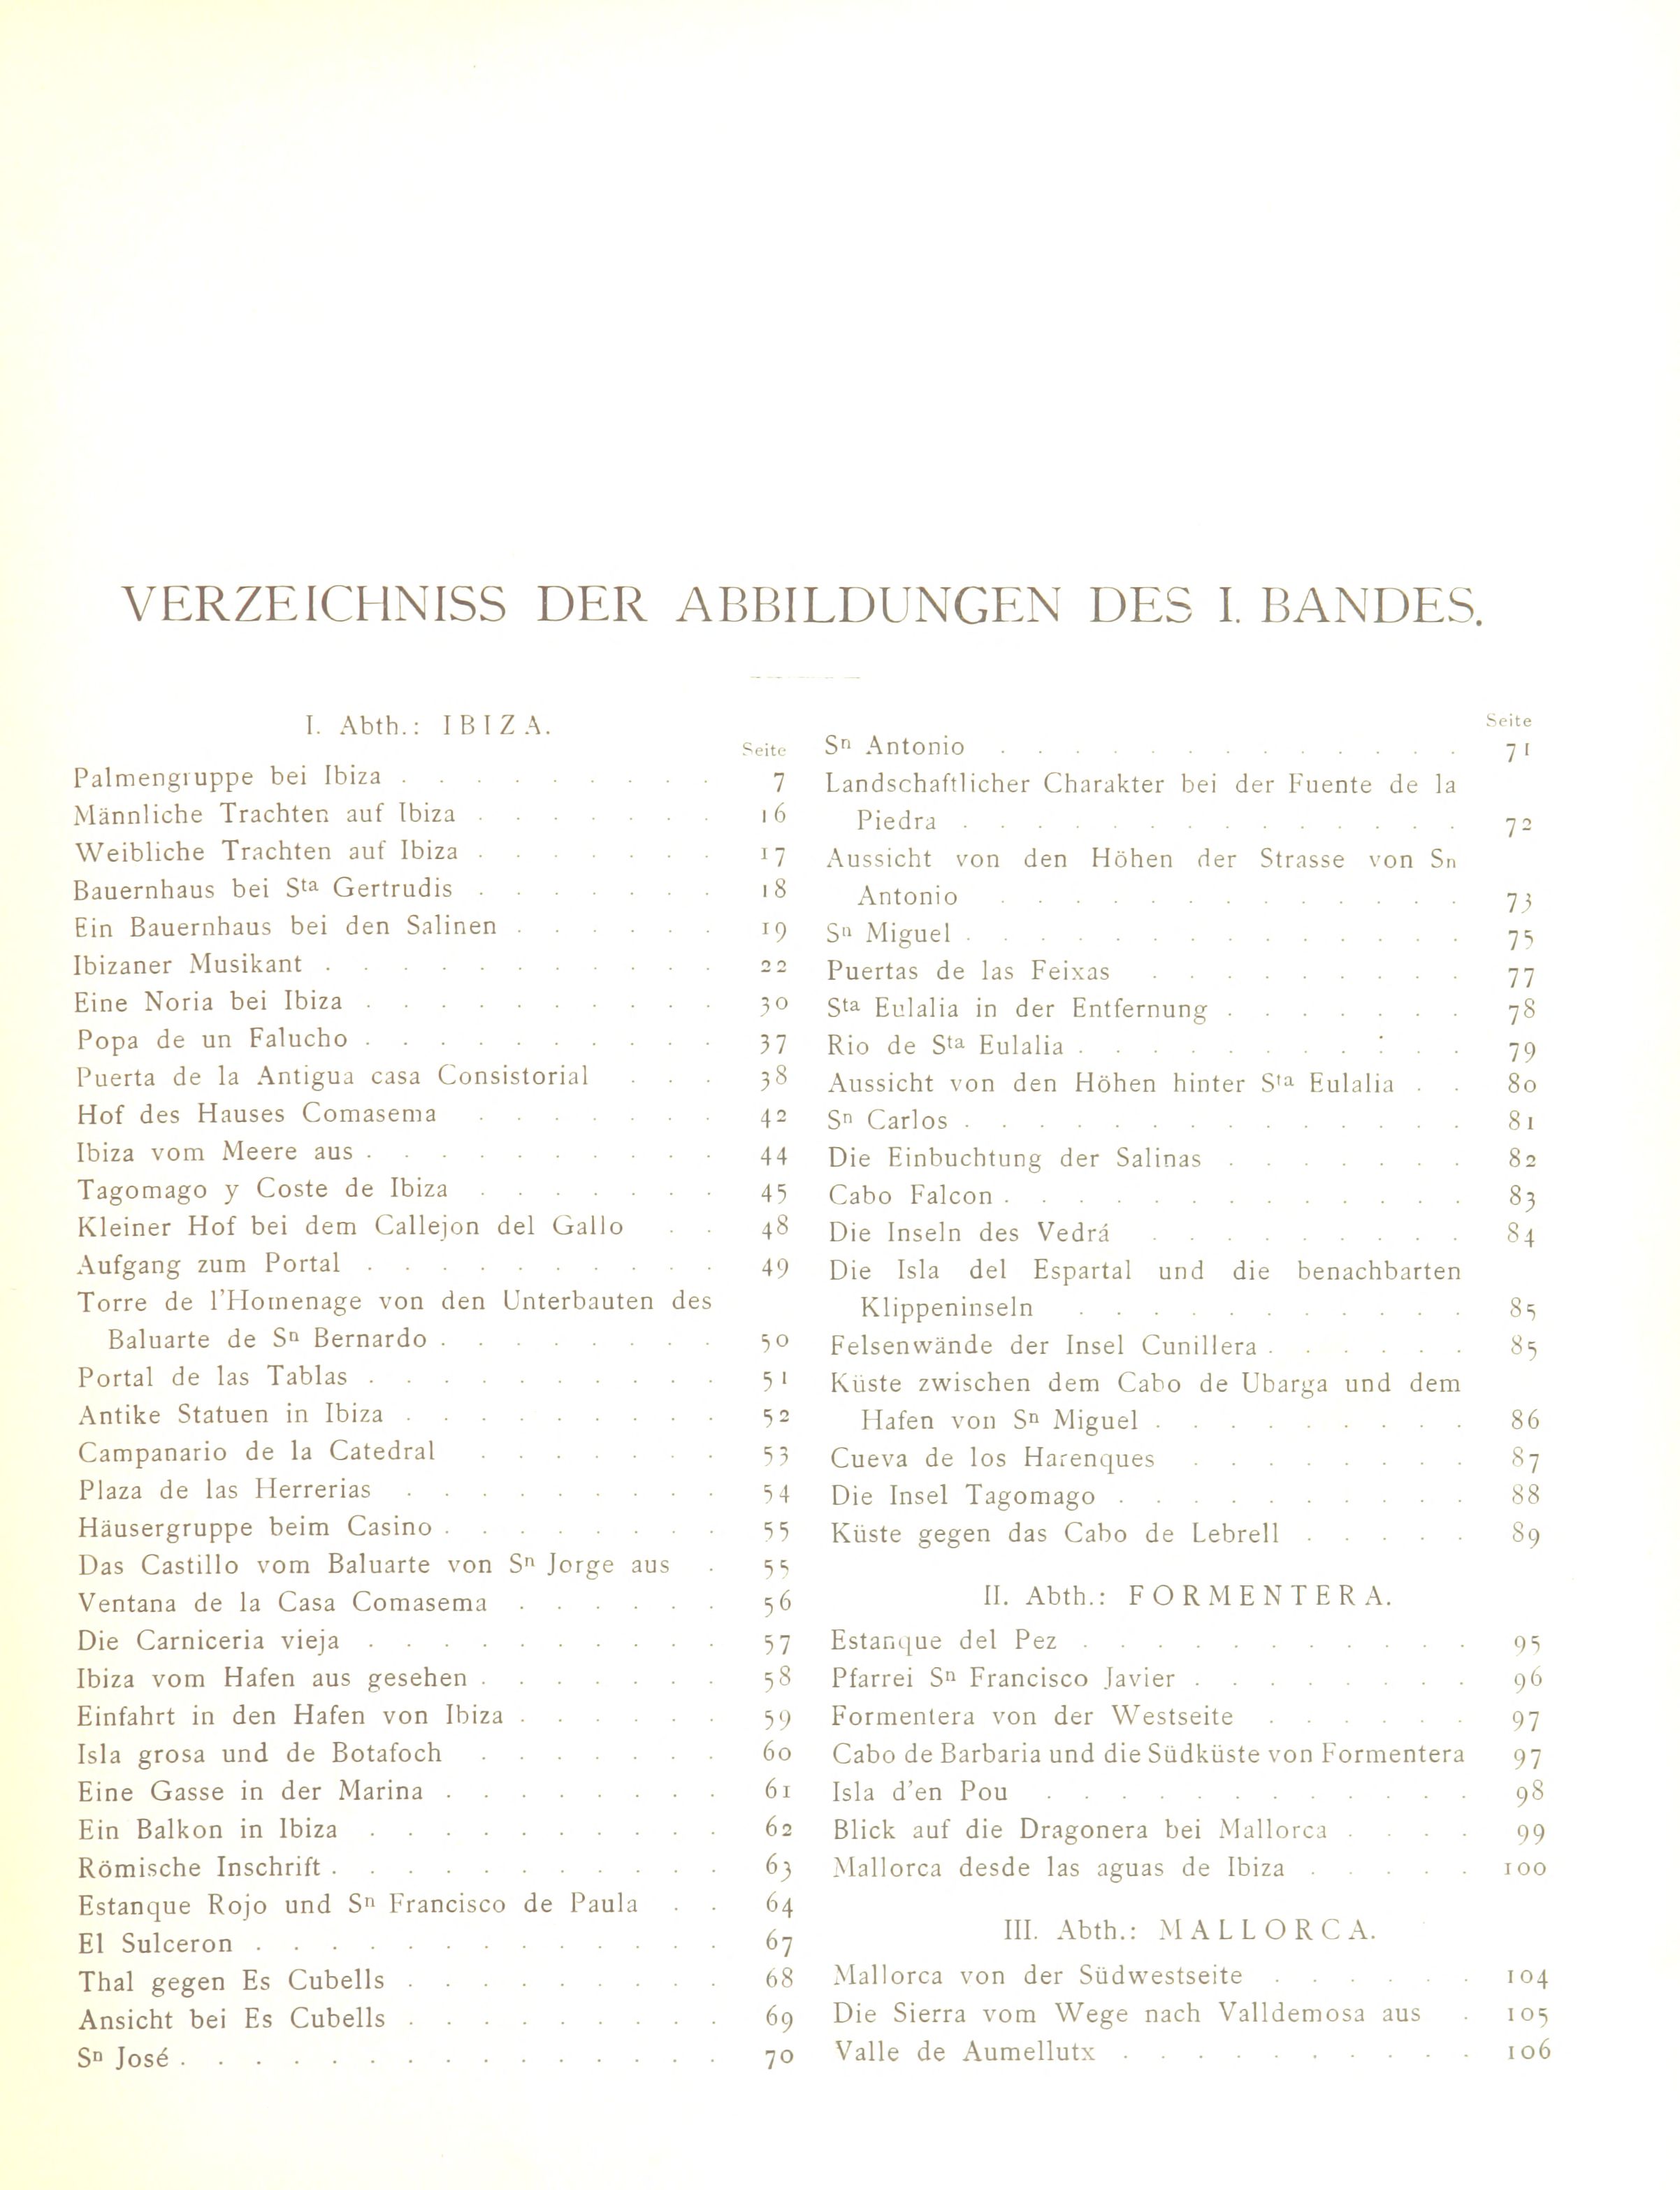 VERZEICHNISS DER ABBILDUNGEN DES I. BANDES.
I. Abth.: IBIZA.
Seite
Palmengruppe bei Ibiza . . . . . . . . . 7
Männliche Trachten auf Ibiza . . . . . . . 16
Weibliche Trachten auf Ibiza . . . . . . . 17
Bauernhaus bei Sta Gertrudis . . . . . . . 18
Ein Bauernhaus bei den Salinen . . . . . . 19
Ibizaner Musikant . . . . . . . . . . . 22
Eine Noria bei Ibiza . . . . . . . . . . 30
Popa de un Falucho . . . . . . . . . . 37
Puerta de la Antigua casa Consistorial . . . 38
Hof des Hauses Comasema . . . . . . . 42
Ibiza vom Meere aus . . . . . . . . . . 44
Tagomago y Coste de Ibiza . . . . . . . 45
Kleiner Hof bei dem Callejon del Gallo . . 48
Aufgang zum Portal . . . . . . . . . . 49
Torre de l'Homenage von den Unterbauten des
Baluarte de Sn Bernardo . . . . . . . . 50
Portal de las Tablas . . . . . . . . . . 51
Antike Statuen in Ibiza . . . . . . . . . 52
Campanario de la Catedral . . . . . . . 53
Plaza de las Herrerias . . . . . . . . . 54
Häusergruppe beim Casino . . . . . . . . 55
Das Castillo vom Baluarte von Sn Jorge aus . 55
Ventana de la Casa Comasema . . . . . . 56
Die Carniceria vieja . . . . . . . . . . 57
Ibiza vom Hafen aus gesehen . . . . . . . 58
Einfahrt in den Hafen von Ibiza . . . . . . 59
Isla grosa und de Botafoch . . . . . . . 60
Eine Gasse in der Marina . . . . . . . . 61
Ein Balkon in Ibiza . . . . . . . . . . 62
Römische Inschrift . . . . . . . . . . . 63
Estanque Rojo und Sn Francisco de Paula . . 64
El Sulceron . . . . . . . . . . . . . 67
Thal gegen Es Cubells . . . . . . . . . 68
Ansicht bei Es Cubells . . . . . . . . . 69
Sn José . . . . . . . . . . . . . . . 70
Seite
Sn Antonio . . . . . . . . . . . . . 71
Landschaftlicher Charakter bei der Fuente de la
Piedra . . . . . . . . . . . . . . 72
Aussicht von den Höhen der Strasse von Sn
Antonio . . . . . . . . . . . . . 73
Sn Miguel . . . . . . . . . . . . . . 75
Puertas de las Feixas . . . . . . . . . 77
Sta Eulalia in der Entfernung . . . . . . . 78
Rio de Sta Eulalia . . . . . . . . . . . 79
Aussicht von den Höhen hinter Sta Eulalia . . 80
Sn Carlos . . . . . . . . . . . . . . 81
Die Einbuchtung der Salinas . . . . . . . 82
Cabo Falcon . . . . . . . . . . . . . 83
Die Inseln des Vedrá . . . . . . . . . 84
Die Isla del Espartal und die benachbarten
Klippeninseln . . . . . . . . . . . 85
Felsenwände der Insel Cunillera . . . . . . 85
Küste zwischen dem Cabo de Ubarga und dem
Hafen von Sn Miguel . . . . . . . . . 86
Cueva de los Harenques . . . . . . . . 87
Die Insel Tagomago . . . . . . . . . . 88
Küste gegen das Cabo de Lebrell . . . . . 89
II. Abth.: FORMENTERA.
Estanque del Pez . . . . . . . . . . . 95
Pfarrei Sn Francisco Javier . . . . . . . . 96
Formentera von der Westseite . . . . . . 97
Cabo de Barbaria und die Südküste von Formentera 97
Isla d'en Pou . . . . . . . . . . . . 98
Blick auf die Dragonera bei Mallorca . . . . 99
Mallorca desde las aguas de Ibiza . . . . . 100
III. Abth.: MALLORCA.
Mallorca von der Südwestseite . . . . . . 104
Die Sierra vom Wege nach Valldemosa aus . 105
Valle de Aumellutx . . . . . . . . . . 106